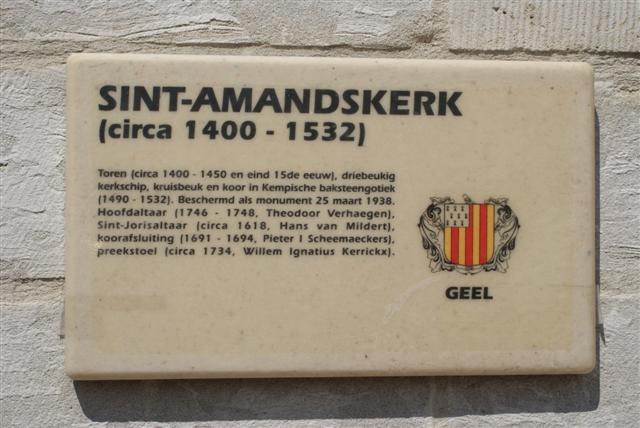 SINT-AMANDSKERK
(circa 1400 - 1532)
Toren (circa 1400 - 1450 en eind 15de eeuw), driebeukig
kerkschip, kruisbeuk en koor in Kempische baksteengotiek
(1490 - 1532). Beschermd als monument 25 maart 1938.
Hoofdaltaar (1746 - 1748, Theodoor Verhaegen),
Sint-Jorisaltaar (circa 1618, Hans van Mildert),
koorafsluiting (1691 - 1694, Pieter I Scheemaeckers),
preekstoel (circa 1734, Willem Ignatius Kerrickx).
GEEL